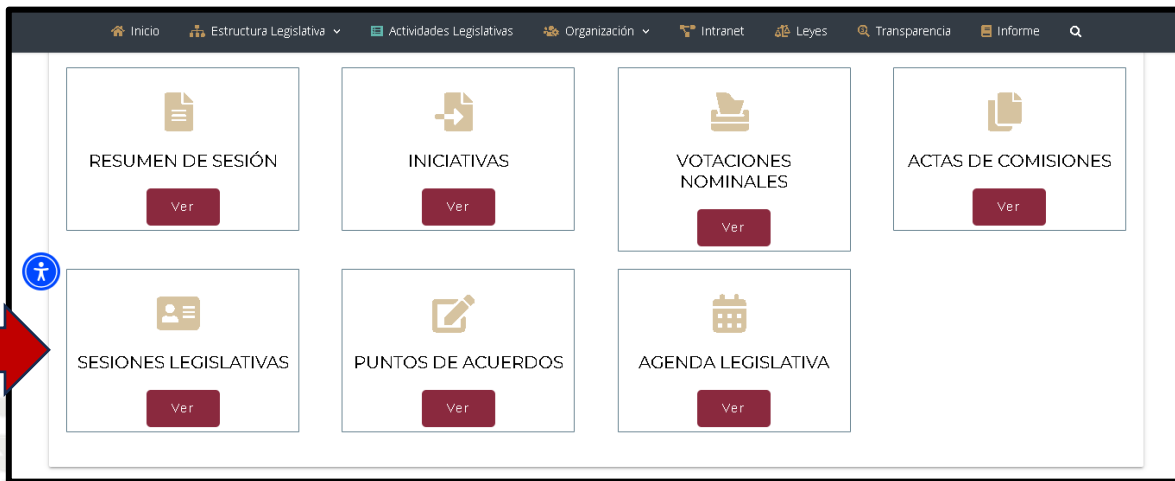 Inicio Estructura Legislativa Actividades Legislativas Organización Intranet Leyes Transparencia Informe
RESUMEN DE SESIÓN
Ver
INICIATIVAS
Ver
VOTACIONES
NOMINALES
Ver
ACTAS DE COMISIONES
Ver
SESIONES LEGISLATIVAS
Ver
PUNTOS DE ACUERDOS
Ver
AGENDA LEGISLATIVA
Ver